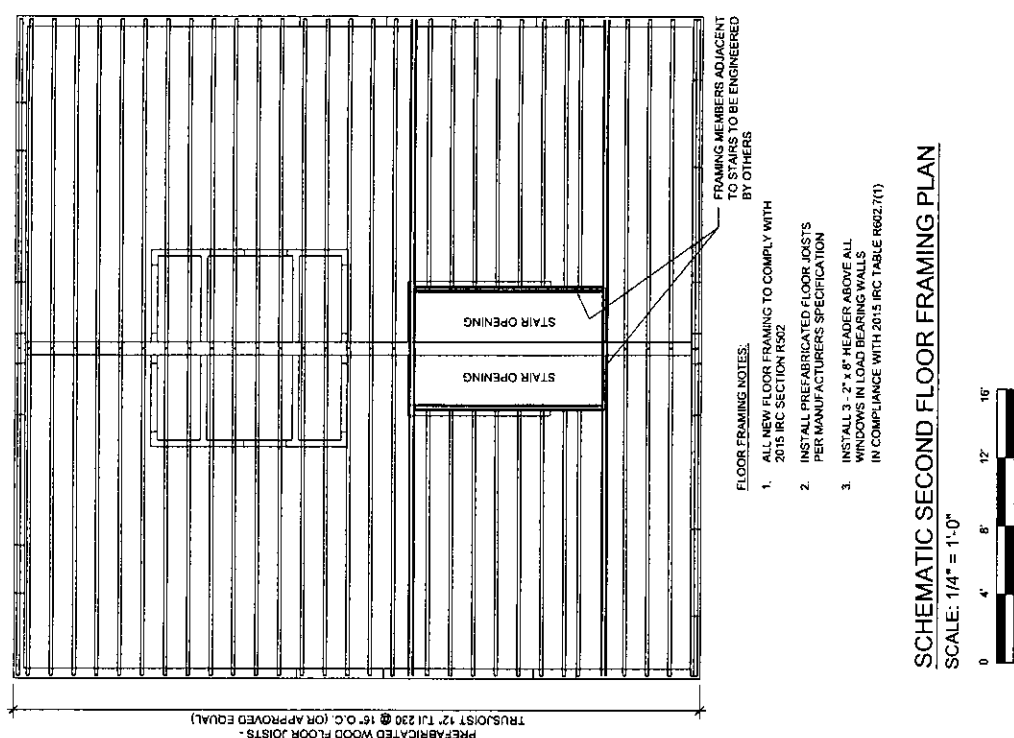 PREFABRICATED WOOD FLOOR JOISTS -
TRUSJOIST 12" TJI 230 @ 16" O.C. (OR APPROVED EQUAL)
STAIR OPENING
STAIR OPENING
FRAMING MEMBERS ADJACENT
TO STAIRS TO BE ENGINEERED
BY OTHERS
FLOOR FRAMING NOTES:
1. ALL NEW FLOOR FRAMING TO COMPLY WITH
2015 IRC SECTION R502
2. INSTALL PREFABRICATED FLOOR JOISTS
PER MANUFACTURERS SPECIFICATION
3. INSTALL 3 - 2" x 8" HEADER ABOVE ALL
WINDOWS IN LOAD BEARING WALLS
IN COMPLIANCE WITH 2015 IRC TABLE R602.7(1)
SCHEMATIC SECOND FLOOR FRAMING PLAN
SCALE: 1/4" = 1'-0"
0 4' 8' 12' 16'